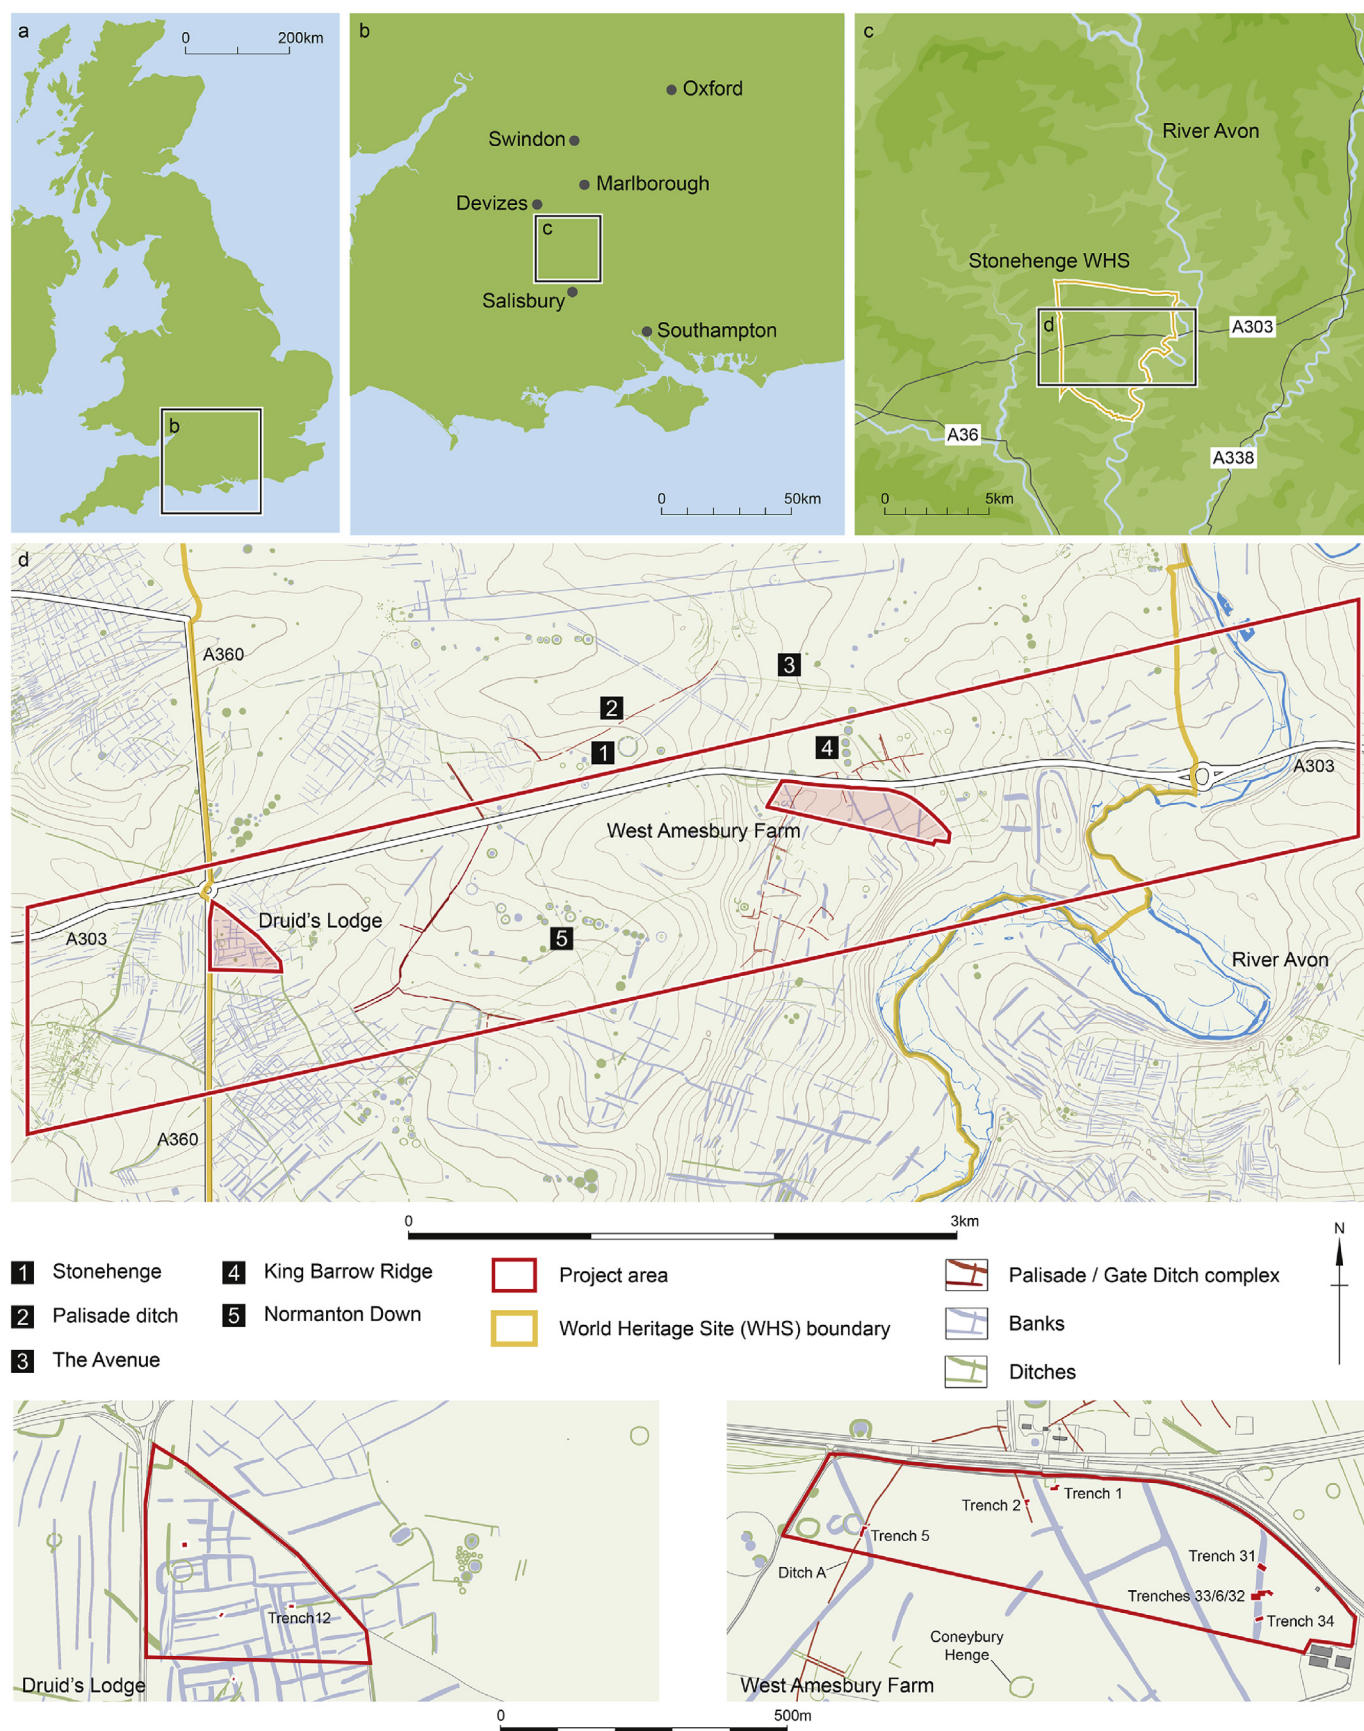 a
0 200km
b
b
Oxford
Swindon
Marlborough
Devizes
c
Salisbury
Southampton
0 50km
c
River Avon
Stonehenge WHS
d
A303
A36
A338
0 5km
d
A360
3
2
1
4
A303
West Amesbury Farm
Druid's Lodge
A303
5
River Avon
A360
0 3km
N
1 Stonehenge
2 Palisade ditch
3 The Avenue
4 King Barrow Ridge
5 Normanton Down
Project area
World Heritage Site (WHS) boundary
Palisade / Gate Ditch complex
Banks
Ditches
Trench12
Druid's Lodge
Trench 1
Trench 2
Trench 5
Ditch A
Trench 31
Trenches 33/6/32
Trench 34
Coneybury
Henge
West Amesbury Farm
0 500m